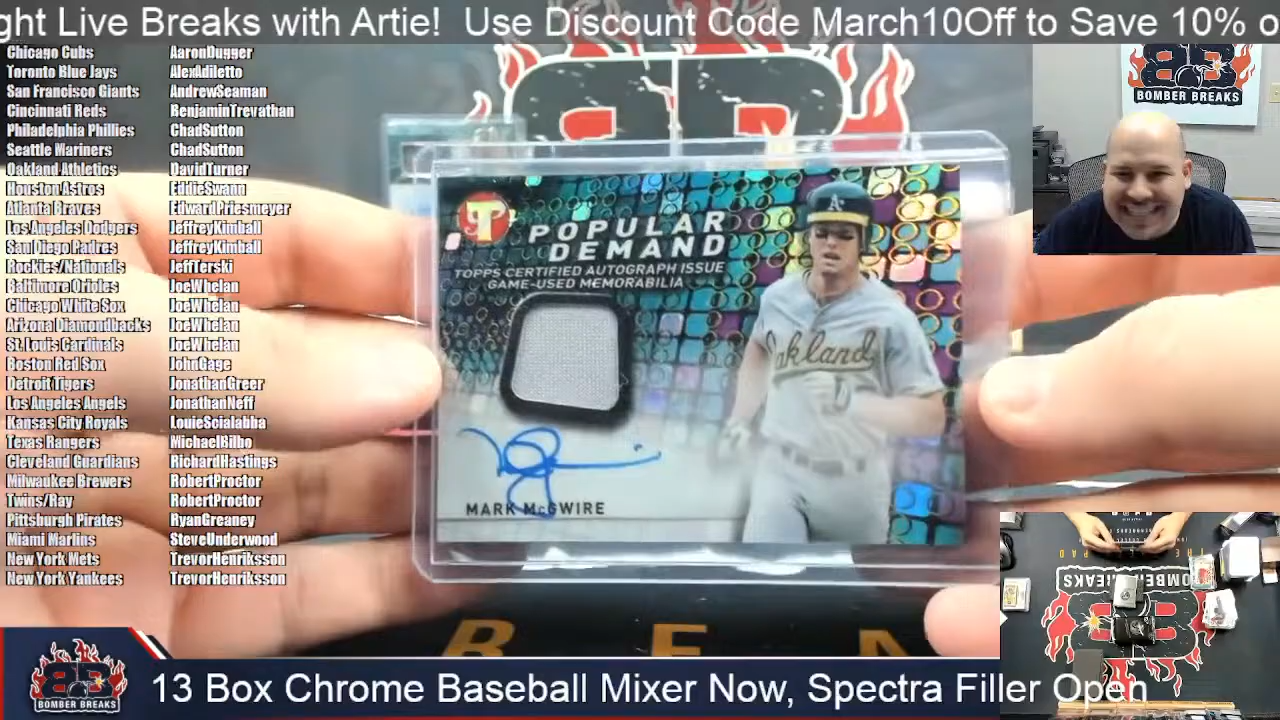 ght Live Breaks with Artie! Use Discount Code March10Off to Save 10% o
Chicago Cubs AaronDugger
Toronto Blue Jays AlexAdiletto
San Francisco Giants AndrewSeaman
Cincinnati Reds BenjaminTrevathan
Philadelphia Phillies ChadSutton
Seattle Mariners ChadSutton
Oakland Athletics DavidTurner
Houston Astros EddieSwann
Atlanta Braves EdwardPriesmeyer
Los Angeles Dodgers JeffreyKimball
San Diego Padres JeffreyKimball
Rockies/Nationals JeffTerski
Baltimore Orioles JoeWhelan
Chicago White Sox JoeWhelan
Arizona Diamondbacks JoeWhelan
St. Louis Cardinals JoeWhelan
Boston Red Sox JohnGage
Detroit Tigers JonathanGreer
Los Angeles Angels JonathanNeff
Kansas City Royals LouieScialabba
Texas Rangers MichaelBilbo
Cleveland Guardians RichardHastings
Milwaukee Brewers RobertProctor
Twins/Ray RobertProctor
Pittsburgh Pirates RyanGreaney
Miami Marlins SteveUnderwood
New York Mets TrevorHenriksson
New York Yankees TrevorHenriksson
POPULAR
DEMAND
TOPPS CERTIFIED AUTOGRAPH ISSUE
GAME-USED MEMORABILIA
A's
Oakland
MARK McGWIRE
BB
BOMBER BREAKS
BOMBER BREAKS
BB
BOMBER BREAKS
13 Box Chrome Baseball Mixer Now, Spectra Filler Open